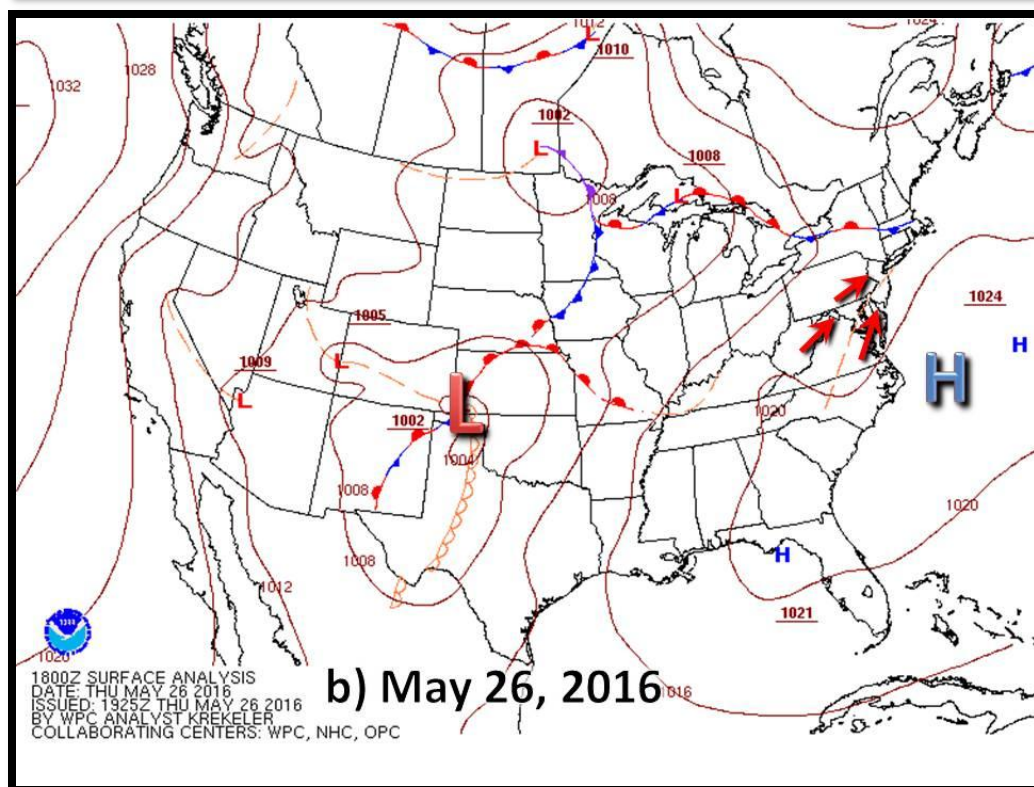 1012
1024
L
1010
1028
1032
1002
L
1008
L
1008
1024
H
H
1005
L
1009
L
L
1002
1004
1020
1008
1020
1008
H
1012
1021
1020
1016
1800Z SURFACE ANALYSIS
DATE: THU MAY 26 2016
ISSUED: 1925Z THU MAY 26 2016
BY WPC ANALYST KREKELER
COLLABORATING CENTERS: WPC, NHC, OPC
b) May 26, 2016